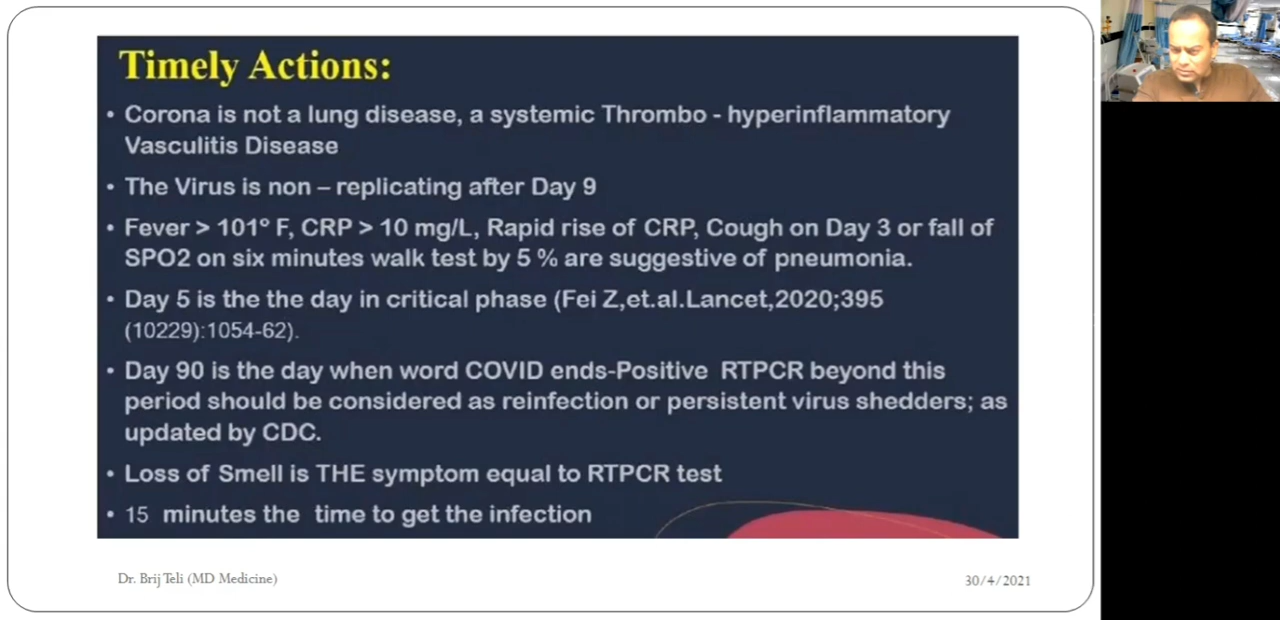 Timely Actions:
• Corona is not a lung disease, a systemic Thrombo - hyperinflammatory
Vasculitis Disease
• The Virus is non – replicating after Day 9
• Fever > 101° F, CRP > 10 mg/L, Rapid rise of CRP, Cough on Day 3 or fall of
SPO2 on six minutes walk test by 5 % are suggestive of pneumonia.
• Day 5 is the the day in critical phase (Fei Z,et.al.Lancet,2020;395
(10229):1054-62).
• Day 90 is the day when word COVID ends-Positive RTPCR beyond this
period should be considered as reinfection or persistent virus shedders; as
updated by CDC.
• Loss of Smell is THE symptom equal to RTPCR test
• 15 minutes the time to get the infection
Dr. Brij Teli (MD Medicine)
30/4/2021